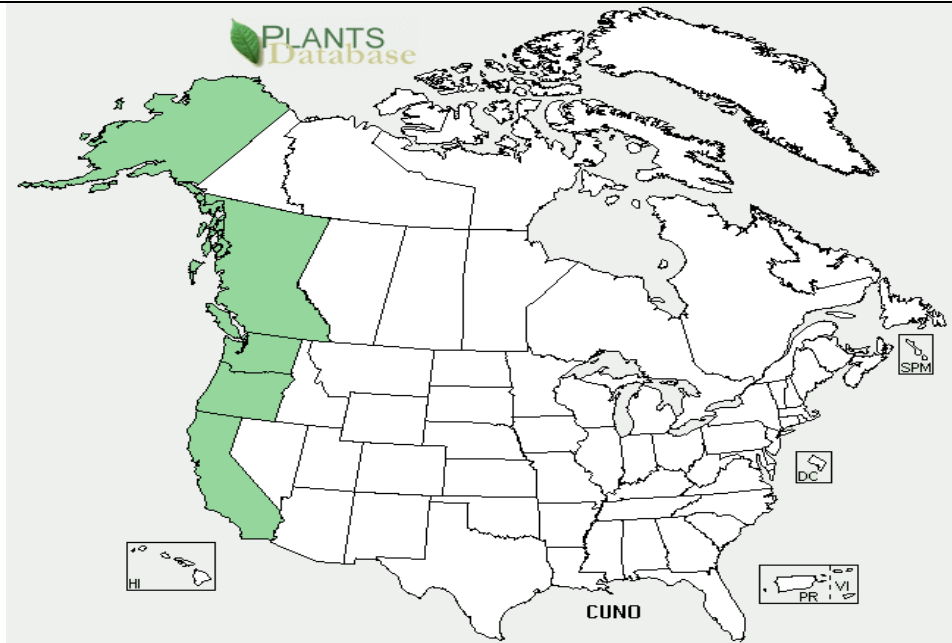 PLANTS
Database
SPM
DC
HI
PR
VI
CUNO